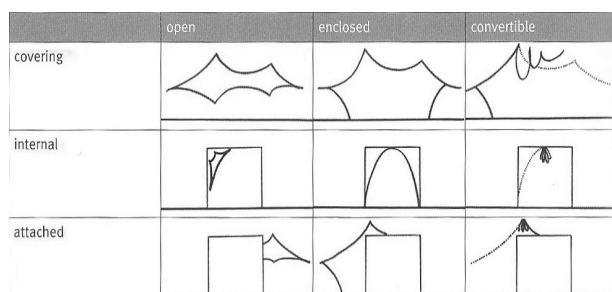 open enclosed convertible
covering
internal
attached